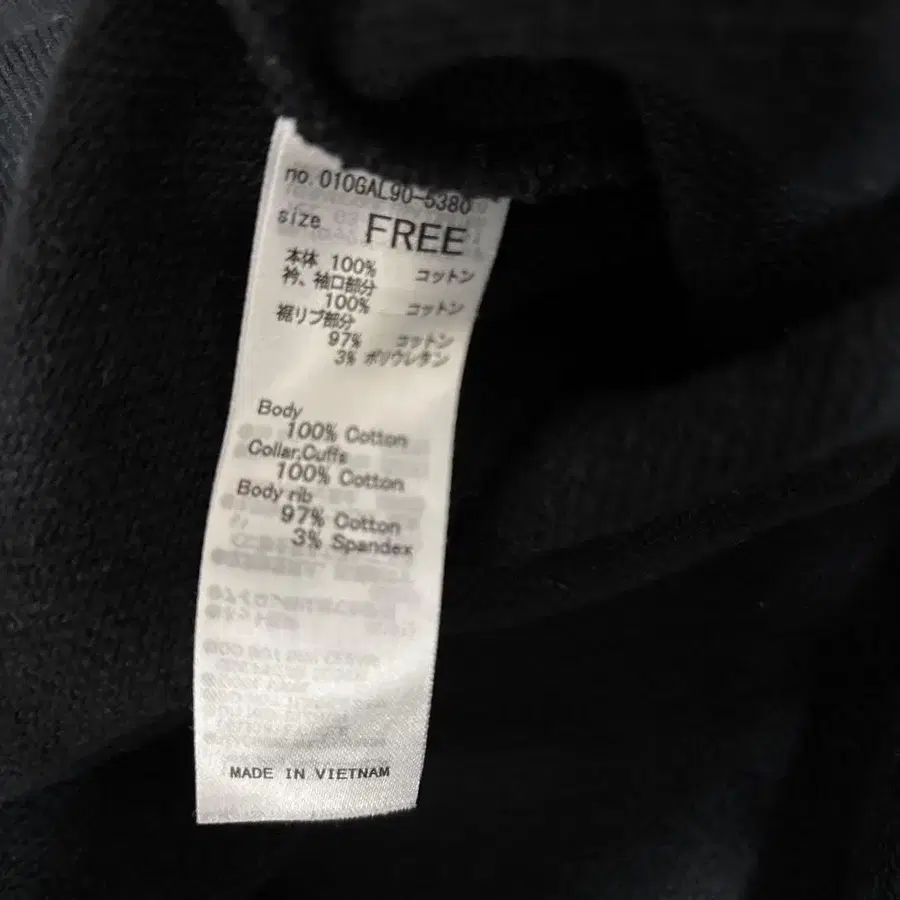 no. 010GAL90-5380
size FREE
本体 100% コットン
衿、袖口部分
100% コットン
裾リブ部分
97% コットン
3% ポリウレタン
Body
100% Cotton
Collar,Cuffs
100% Cotton
Body rib
97% Cotton
3% Spandex
MADE IN VIETNAM